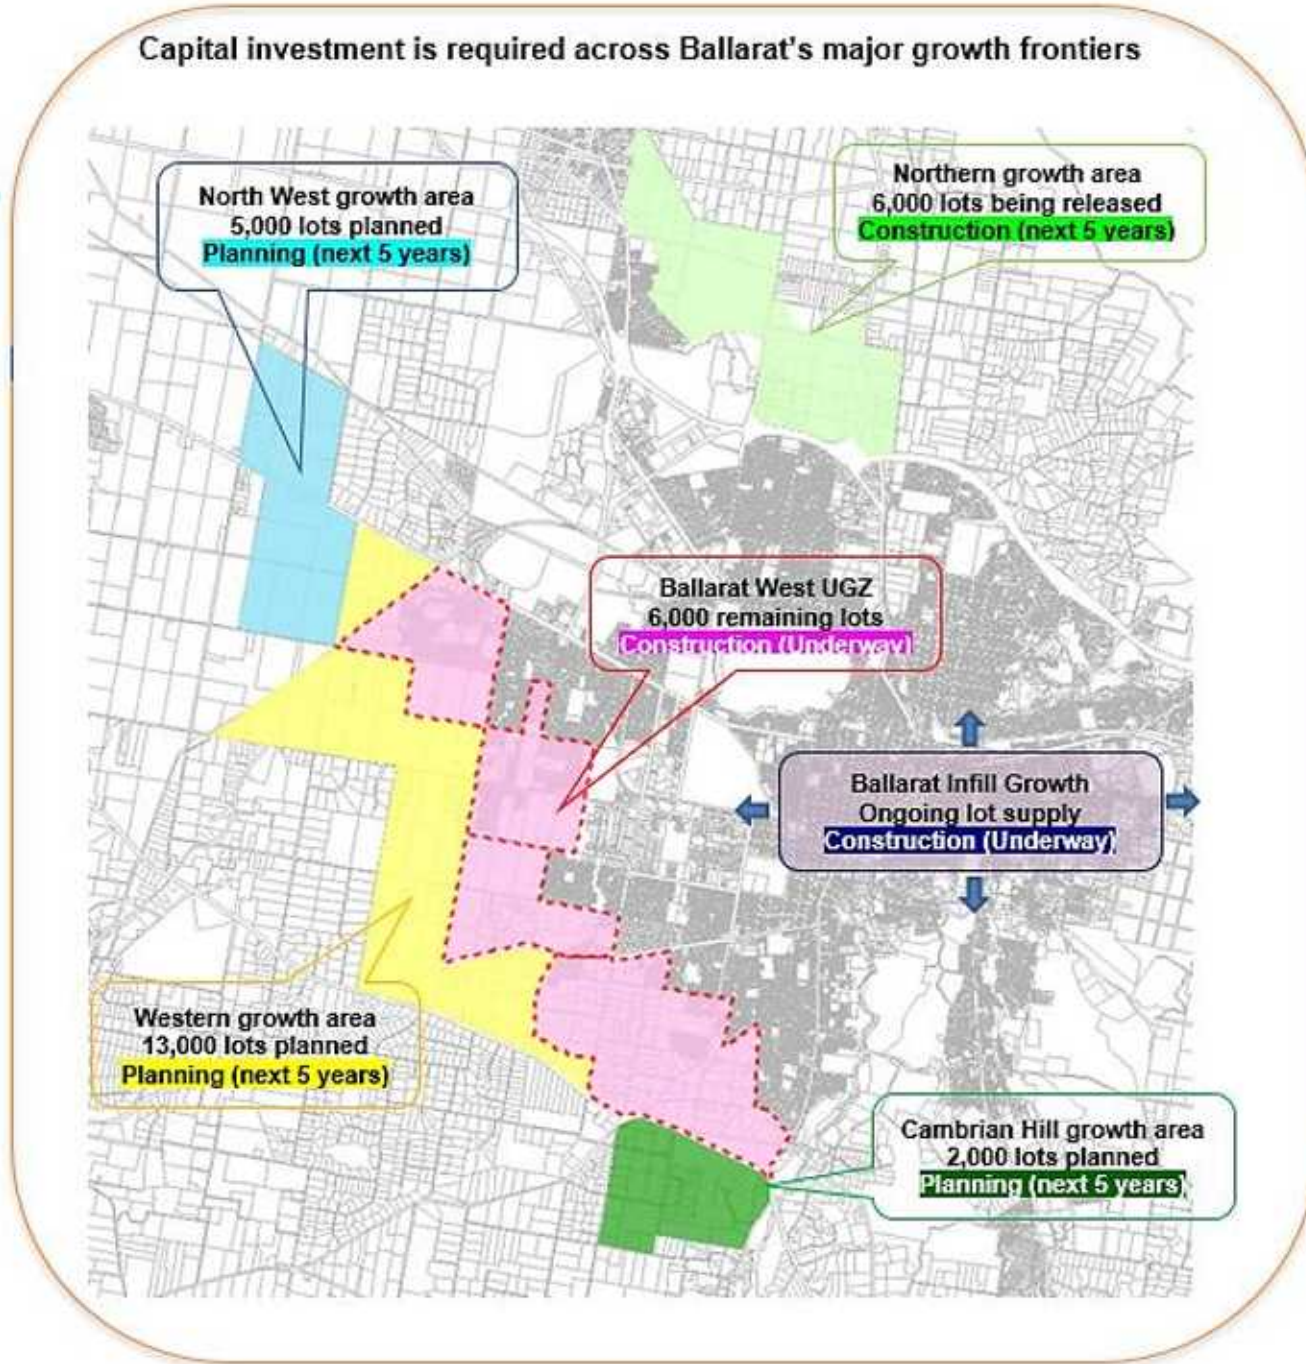 Capital investment is required across Ballarat's major growth frontiers
North West growth area
5,000 lots planned
Planning (next 5 years)
Northern growth area
6,000 lots being released
Construction (next 5 years)
Ballarat West UGZ
6,000 remaining lots
Construction (Underway)
Ballarat Infill Growth
Ongoing lot supply
Construction (Underway)
Western growth area
13,000 lots planned
Planning (next 5 years)
Cambrian Hill growth area
2,000 lots planned
Planning (next 5 years)